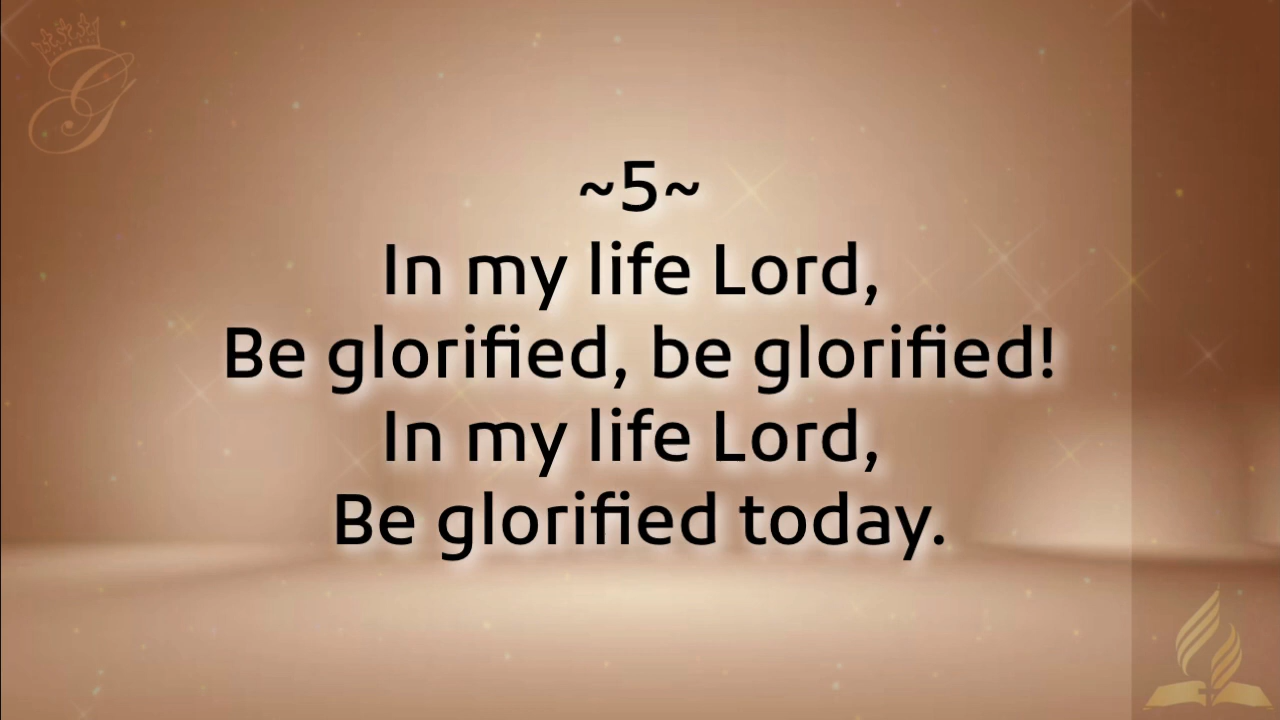 G
~5~
In my life Lord,
Be glorified, be glorified!
In my life Lord,
Be glorified today.